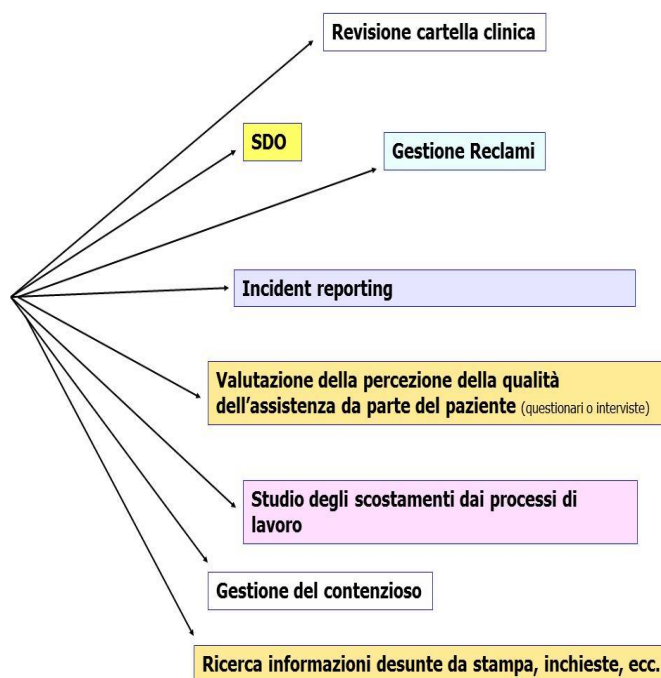 Revisione cartella clinica
SDO
Gestione Reclami
Incident reporting
Valutazione della percezione della qualità
dell'assistenza da parte del paziente (questionari o interviste)
Studio degli scostamenti dai processi di
lavoro
Gestione del contenzioso
Ricerca informazioni desunte da stampa, inchieste, ecc.